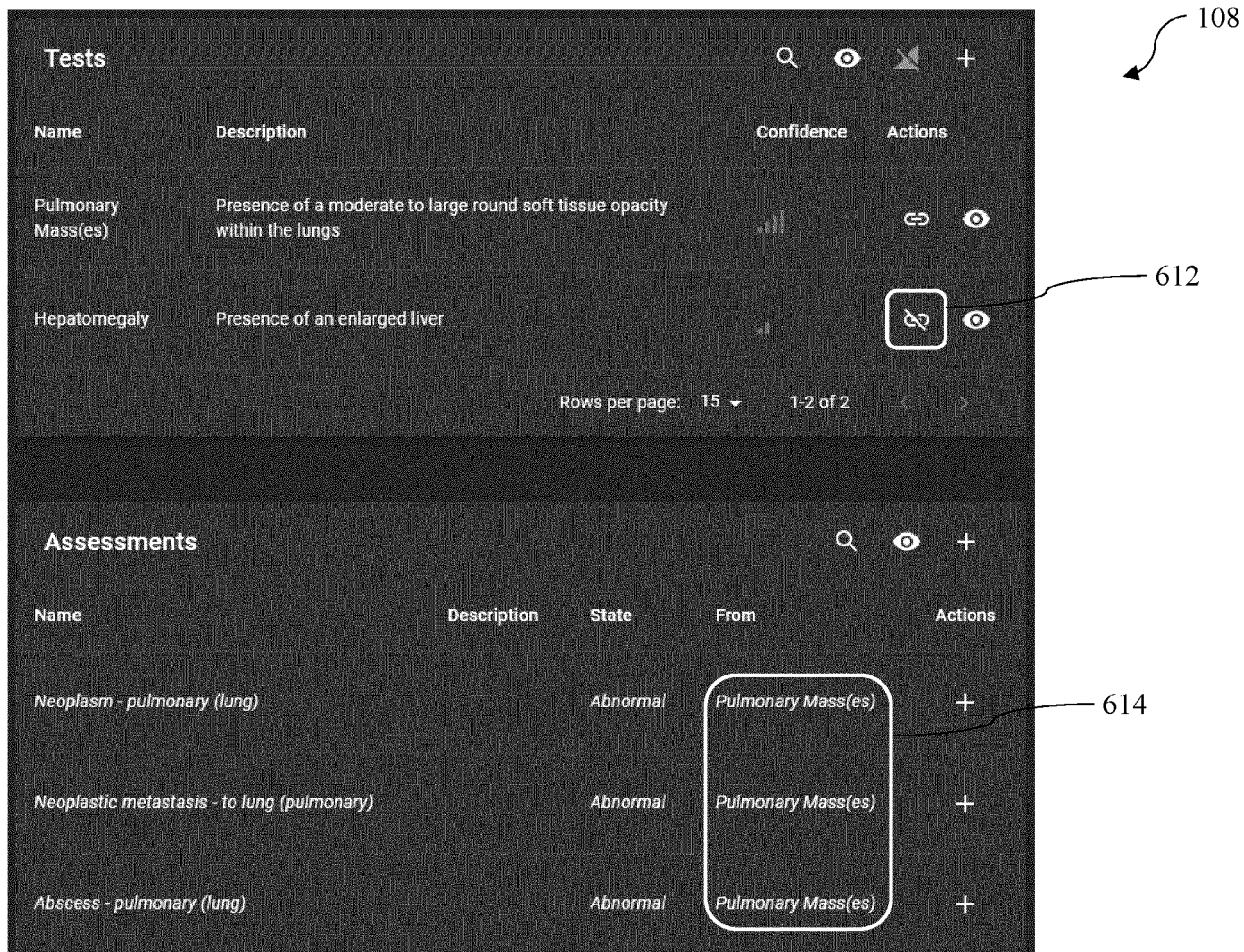 108
Tests
Name Description Confidence Actions
Pulmonary Mass(es) Presence of a moderate to large round soft tissue opacity within the lungs
612
Hepatomegaly Presence of an enlarged liver
Rows per page: 15 1-2 of 2
Assessments
Name Description State From Actions
Neoplasm - pulmonary (lung) Abnormal Pulmonary Mass(es)
614
Neoplastic metastasis - to lung (pulmonary) Abnormal Pulmonary Mass(es)
Abscess - pulmonary (lung) Abnormal Pulmonary Mass(es)